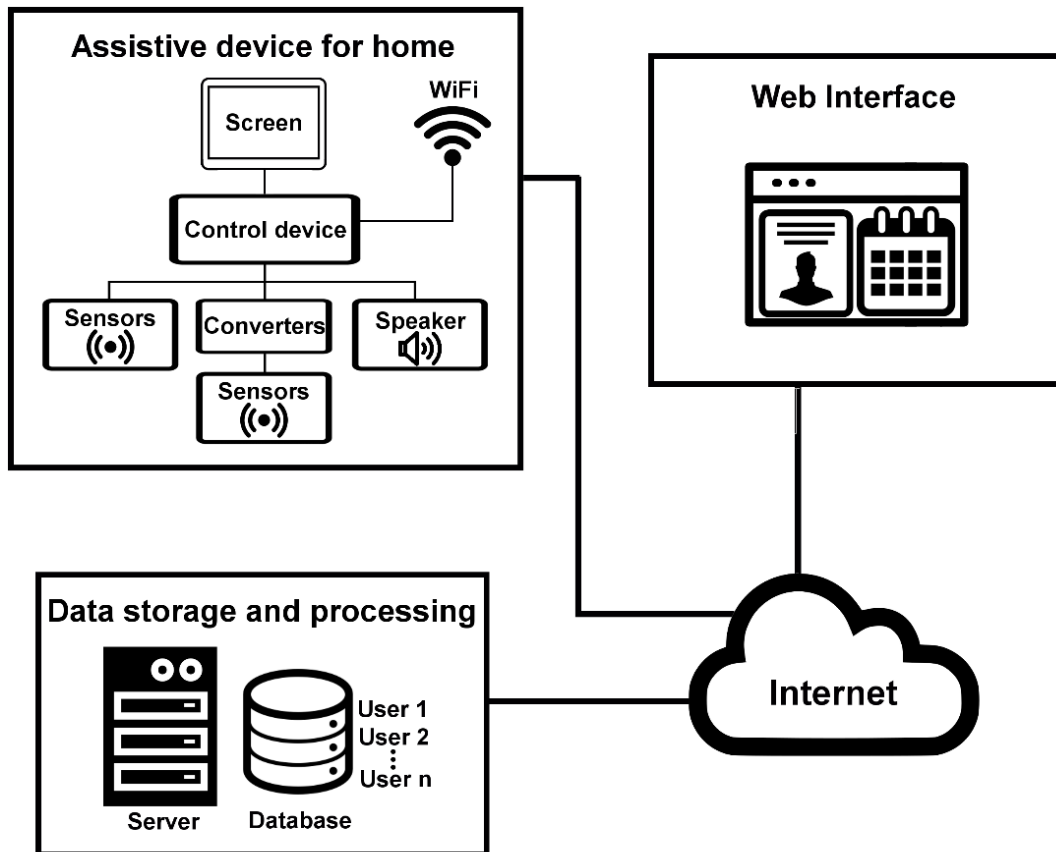 Assistive device for home
WiFi
Screen
Control device
Sensors
Converters
Speaker
Sensors
Web Interface
Data storage and processing
User 1
User 2
User n
Server
Database
Internet